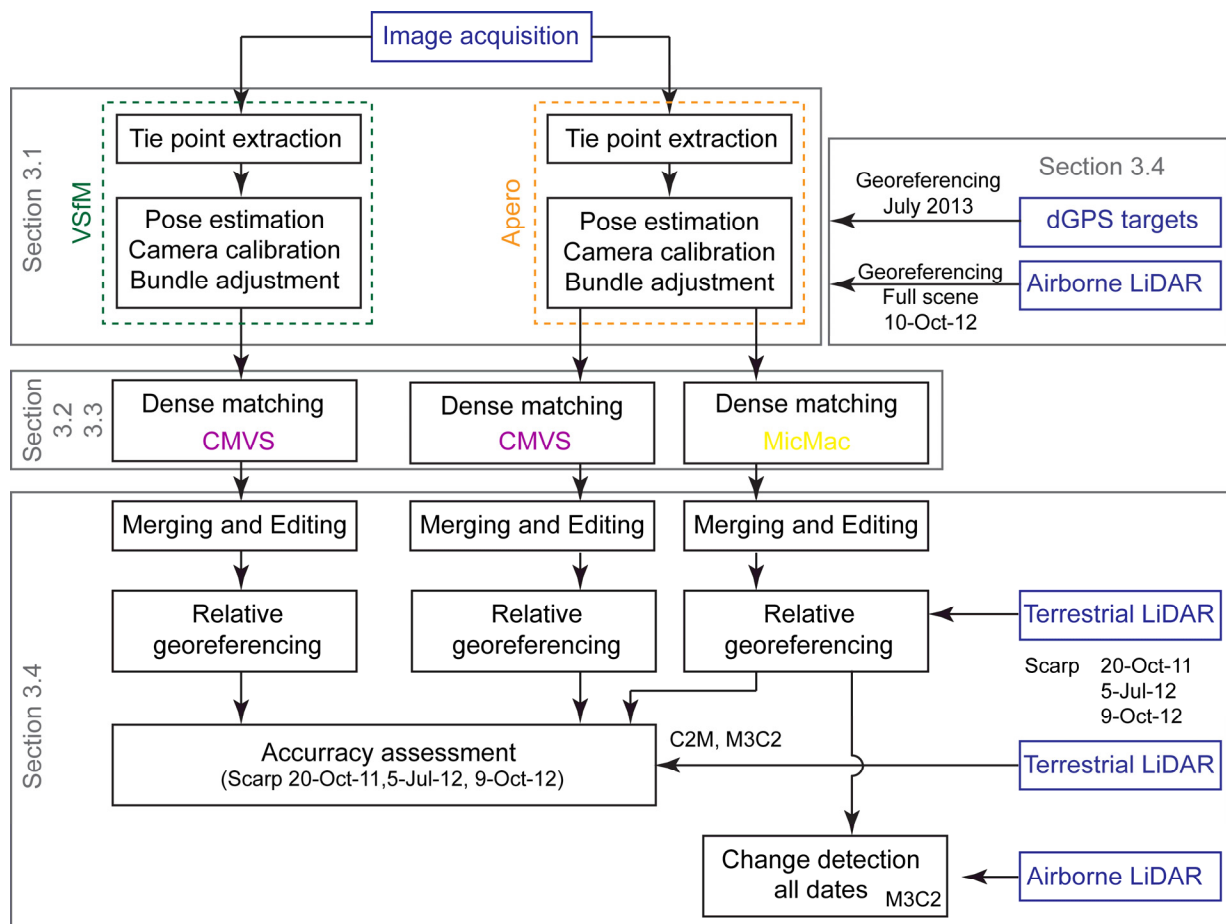 Image acquisition
Section 3.1
VSfM
Tie point extraction
Pose estimation
Camera calibration
Bundle adjustment
Apero
Tie point extraction
Pose estimation
Camera calibration
Bundle adjustment
Section 3.4
Georeferencing
July 2013
dGPS targets
Georeferencing
Full scene
10-Oct-12
Airborne LiDAR
Section
3.2
3.3
Dense matching
CMVS
Dense matching
CMVS
Dense matching
MicMac
Section 3.4
Merging and Editing
Merging and Editing
Merging and Editing
Relative
georeferencing
Relative
georeferencing
Relative
georeferencing
Terrestrial LiDAR
Scarp 20-Oct-11
5-Jul-12
9-Oct-12
Accurracy assessment
(Scarp 20-Oct-11,5-Jul-12, 9-Oct-12)
C2M, M3C2
Terrestrial LiDAR
Change detection
all dates M3C2
Airborne LiDAR